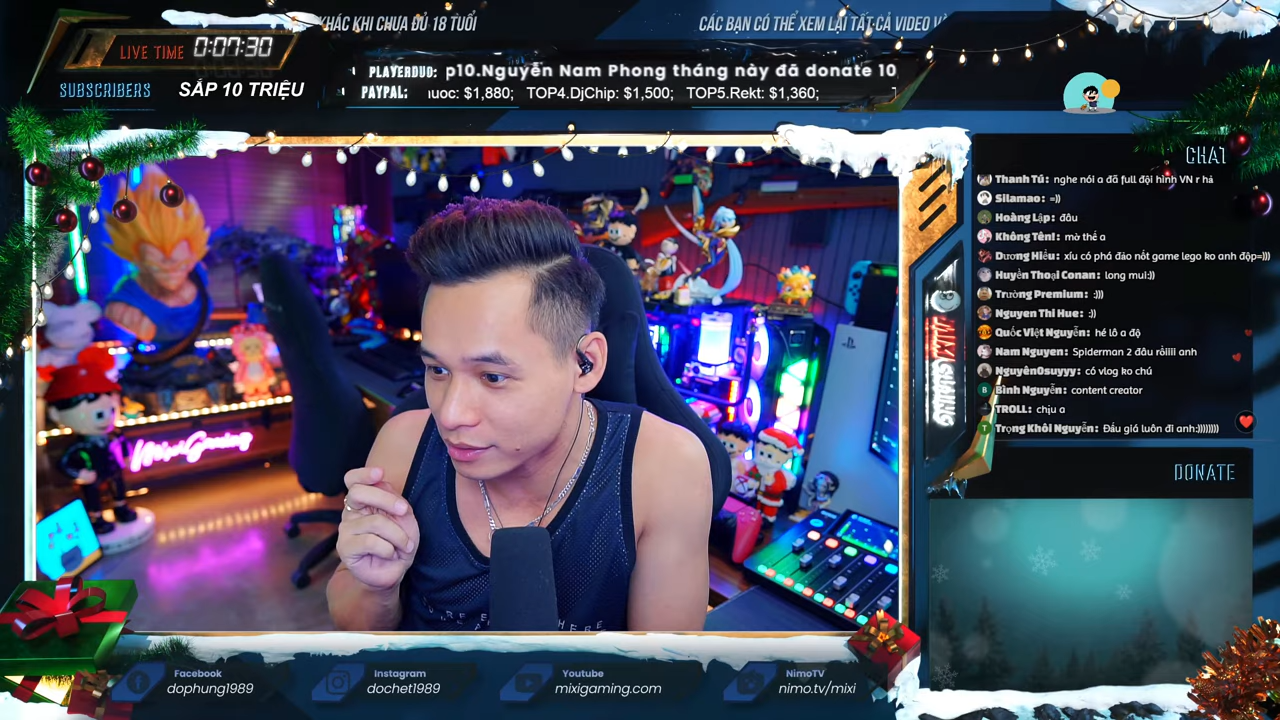 KHÁC KHI CHƯA ĐỦ 18 TUỔI
CÁC BẠN CÓ THỂ XEM LẠI TẤT CẢ VIDEO
LIVE TIME 0:07:30
SUBSCRIBERS SẮP 10 TRIỆU
PLAYERDUO: p10.Nguyễn Nam Phong tháng này đã donate 10
PAYPAL: uoc: $1,880; TOP4.DjChip: $1,500; TOP5.Rekt: $1,360;
CHAT
Thanh Tú: nghe nói a đã full đội hình VN r hả
Silamao: =))
Hoàng Lập: đâu
Không Tên!: mờ thế a
Dương Hiếu: xíu có phó đảo nốt game lego ko anh độp=)))
Huyền Thoại Conan: long mui:))
Trường Premium: :)))
Nguyen Thi Hue: :))
Quốc Việt Nguyễn: hé lô a độ
Nam Nguyen: Spiderman 2 đâu rồiiii anh
Nguyên0suyyy: có vlog ko chú
B Bình Nguyễn: content creator
TROLL: chịu a
T Trọng Khôi Nguyễn: Đấu giá luôn đi anh:))))))))
MixiGaming
GAMING
DONATE
Facebook
dophung1989
Instagram
dochet1989
Youtube
mixigaming.com
NimoTV
nimo.tv/mixi